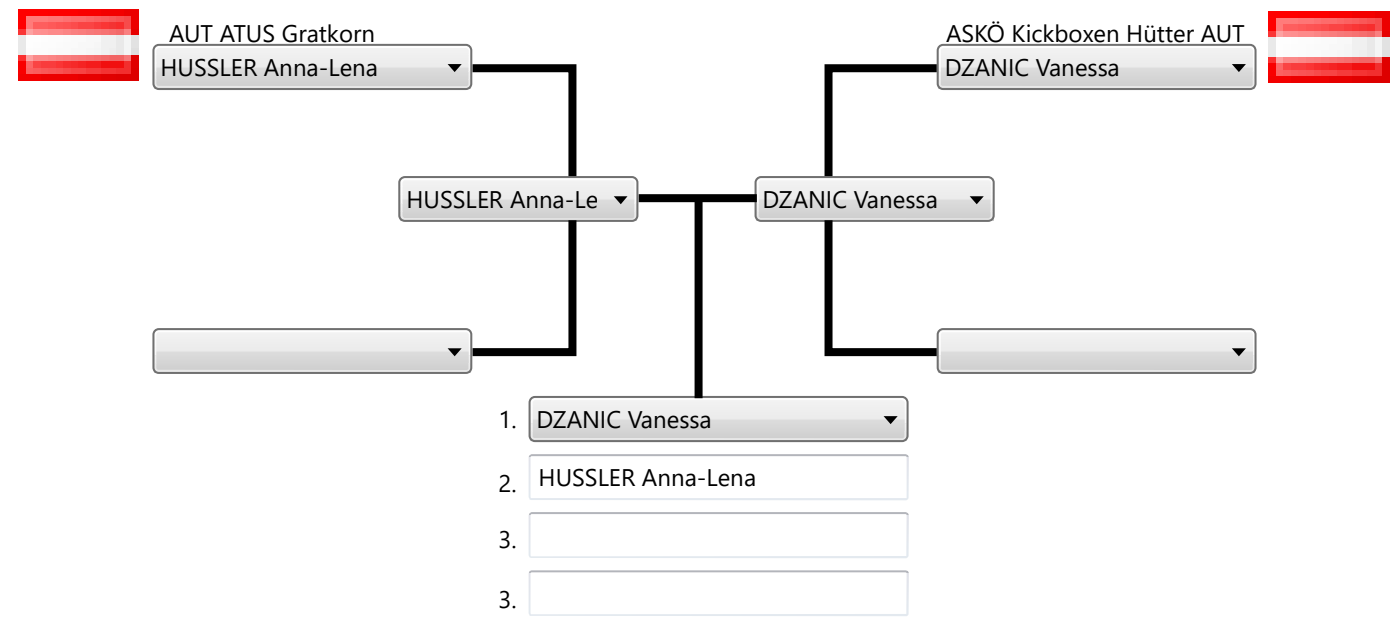 AUT ATUS Gratkorn
HUSSLER Anna-Lena
ASKÖ Kickboxen Hütter AUT
DZANIC Vanessa
HUSSLER Anna-Le
DZANIC Vanessa
1. DZANIC Vanessa
2. HUSSLER Anna-Lena
3.
3.